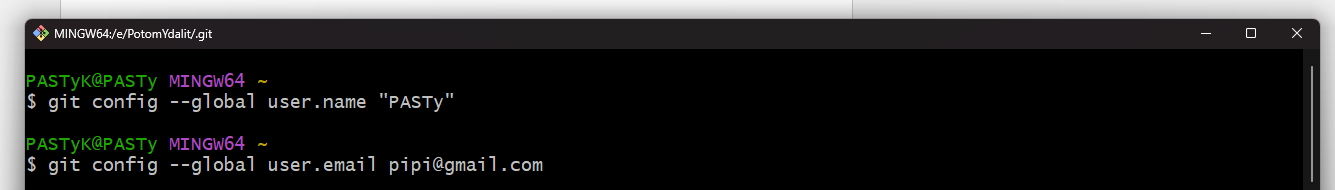 MINGW64:/e/PotomYdalit/.git
PASTyK@PASTy MINGW64 ~
$ git config --global user.name "PASTy"
PASTyK@PASTy MINGW64 ~
$ git config --global user.email pipi@gmail.com